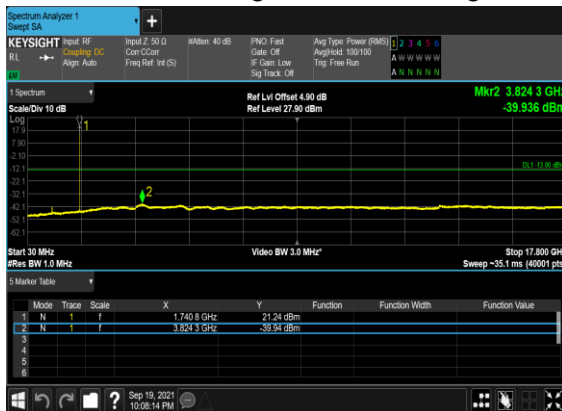 Spectrum Analyzer 1
Swept SA
KEYSIGHT Input: RF Input Z: 50 Ω #Atten: 40 dB PNO: Fast Avg Type: Power (RMS) 1 2 3 4 5 6
RL Coupling: DC Corr CCorr Gate: Off Avg|Hold: 100/100 A W W W W W
Align: Auto Freq Ref: Int (S) IF Gain: Low Trig: Free Run
LXI Sig Track: Off A N N N N N
1 Spectrum Ref Lvl Offset 4.90 dB Mkr2 3.824 3 GHz
Scale/Div 10 dB Ref Level 27.90 dBm -39.936 dBm
Log
17.9 1
7.90
-2.10
-12.1 DL1 -13.00 dBm
-22.1
-32.1 2
-42.1
-52.1
-62.1
Start 30 MHz Video BW 3.0 MHz* Stop 17.800 GHz
#Res BW 1.0 MHz Sweep ~35.1 ms (40001 pts)
5 Marker Table
Mode Trace Scale X Y Function Function Width Function Value
1 N 1 f 1.740 8 GHz 21.24 dBm
2 N 1 f 3.824 3 GHz -39.94 dBm
3
4
5
6
? Sep 19, 2021
10:08:14 PM